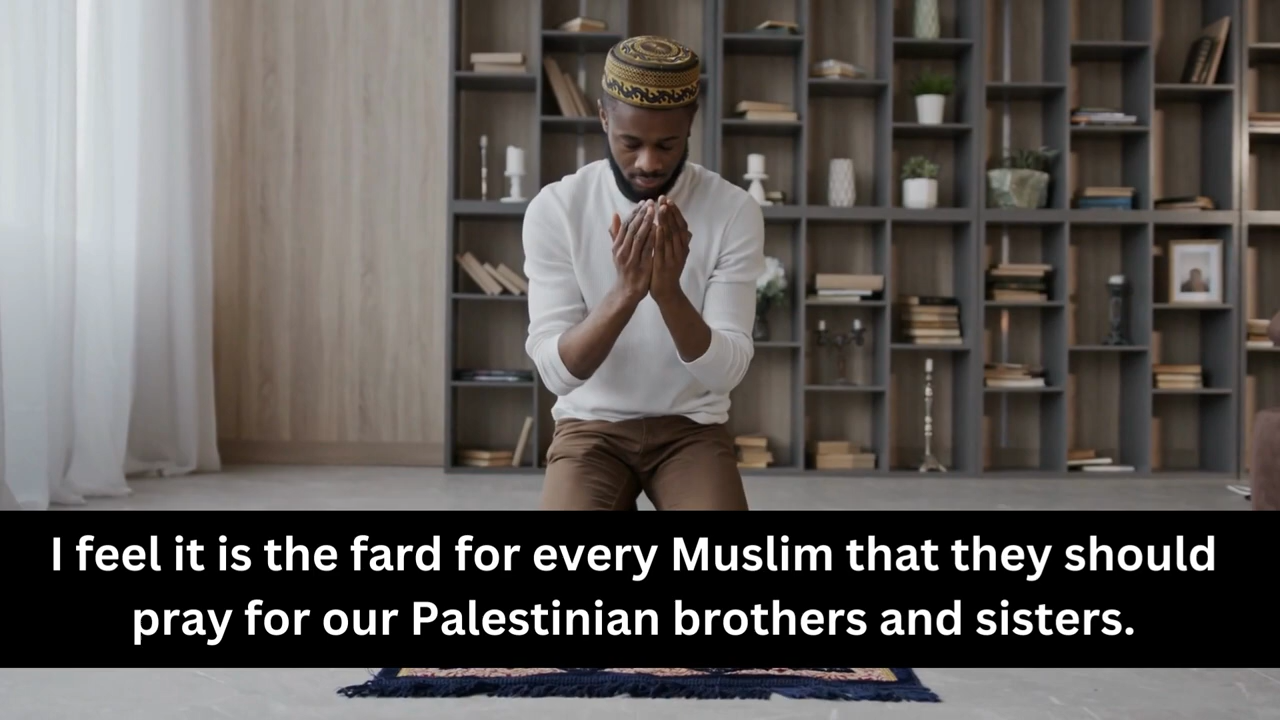 I feel it is the fard for every Muslim that they should
pray for our Palestinian brothers and sisters.